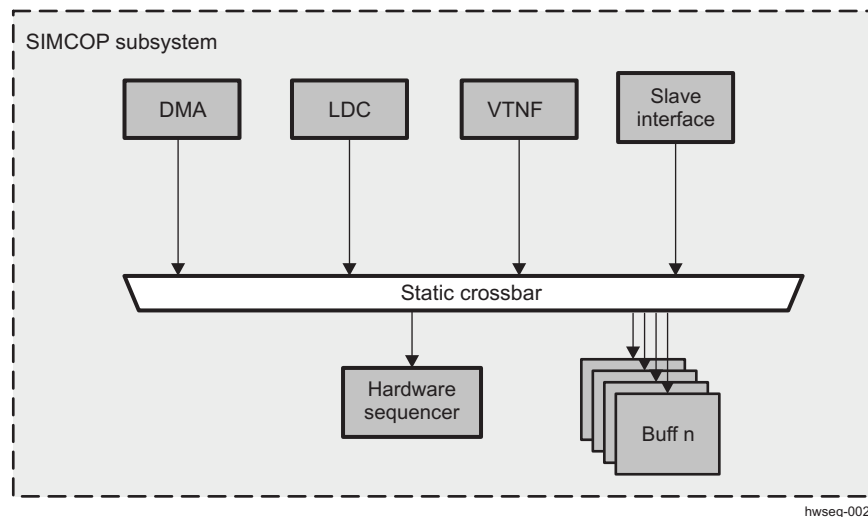 SIMCOP subsystem
DMA
LDC
VTNF
Slave
interface
Static crossbar
Hardware
sequencer
Buff n
hwseq-002